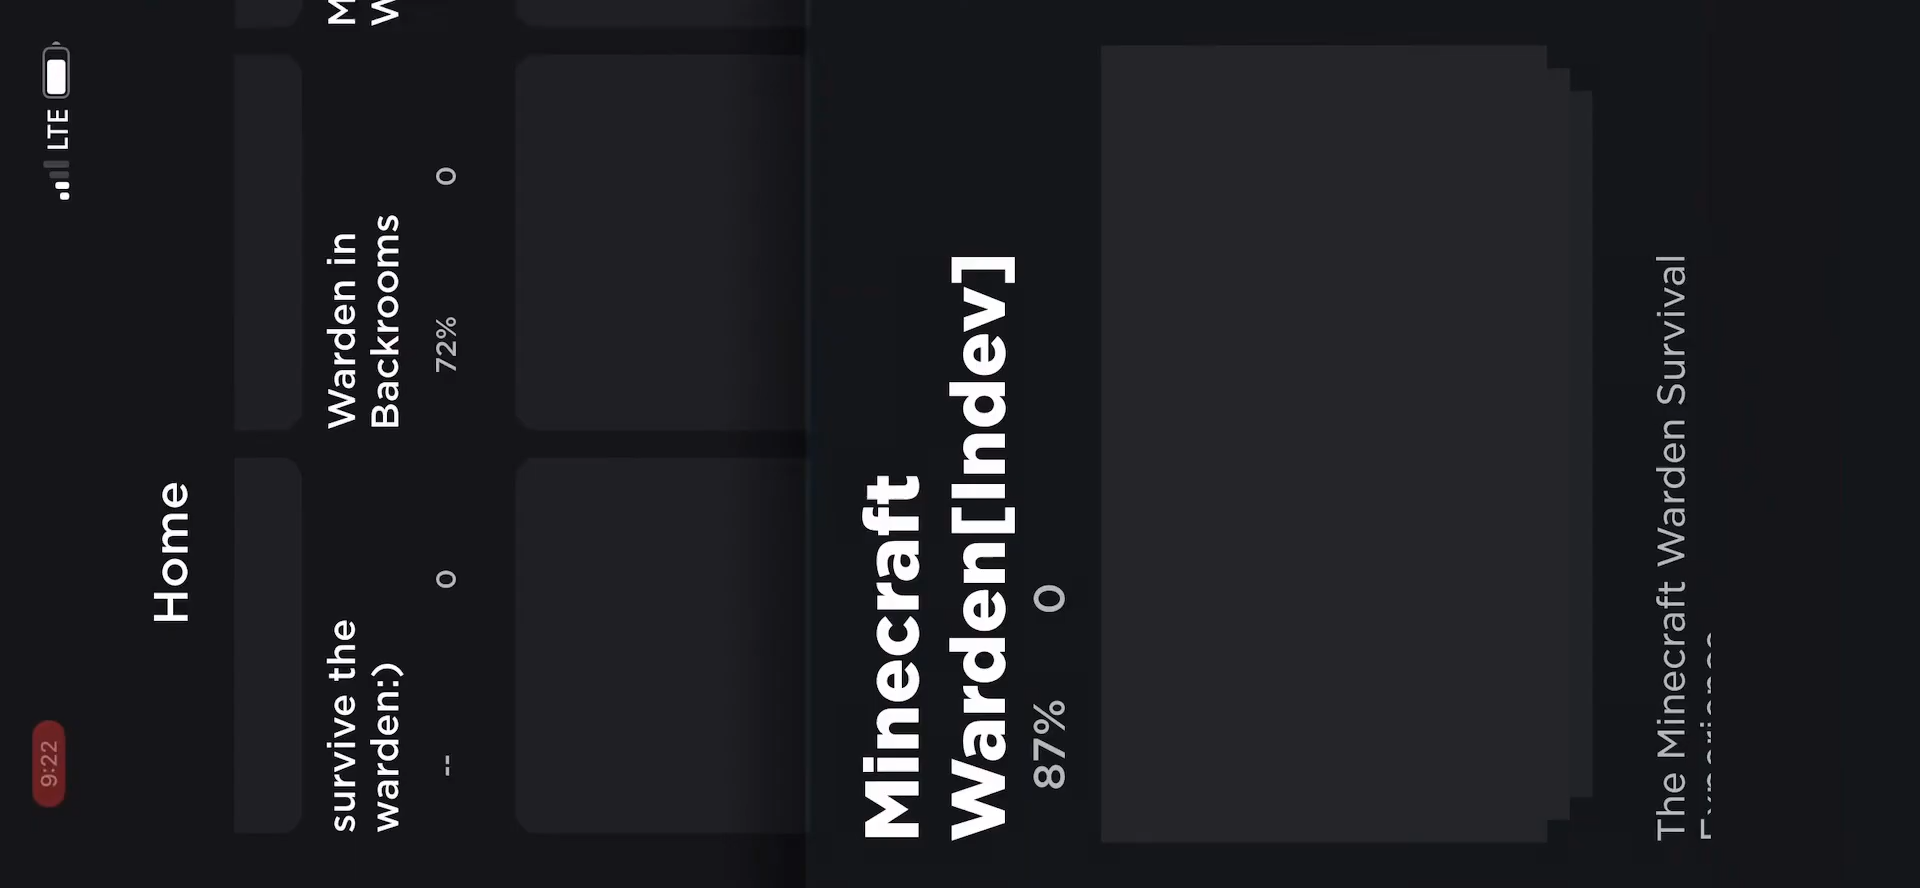 9:22
LTE
Home
survive the
warden:)
--
0
Warden in
Backrooms
72%
0
M
W
Minecraft
Warden[Indev]
87%
0
The Minecraft Warden Survival
Experience